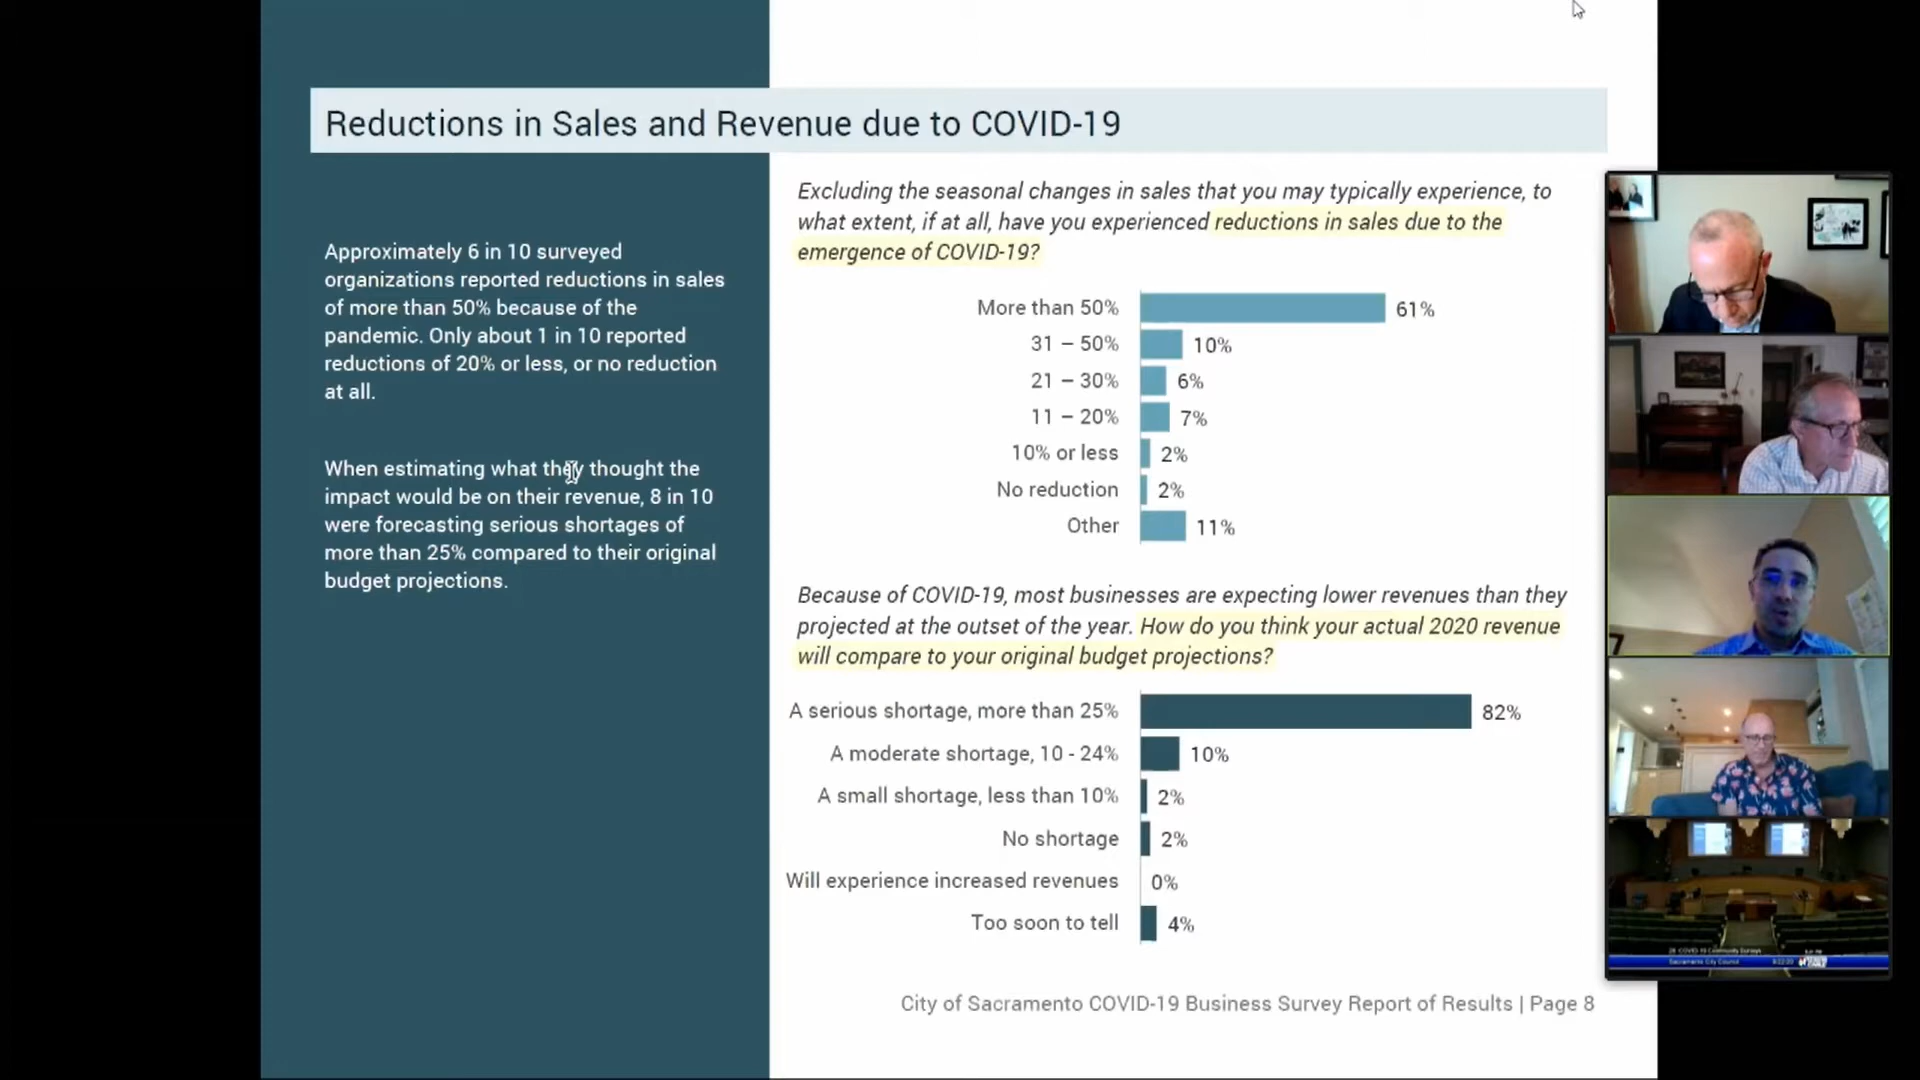 Reductions in Sales and Revenue due to COVID-19
Approximately 6 in 10 surveyed
organizations reported reductions in sales
of more than 50% because of the
pandemic. Only about 1 in 10 reported
reductions of 20% or less, or no reduction
at all.
When estimating what they thought the
impact would be on their revenue, 8 in 10
were forecasting serious shortages of
more than 25% compared to their original
budget projections.
Excluding the seasonal changes in sales that you may typically experience, to
what extent, if at all, have you experienced reductions in sales due to the
emergence of COVID-19?
More than 50% 61%
31 – 50% 10%
21 – 30% 6%
11 – 20% 7%
10% or less 2%
No reduction 2%
Other 11%
Because of COVID-19, most businesses are expecting lower revenues than they
projected at the outset of the year. How do you think your actual 2020 revenue
will compare to your original budget projections?
A serious shortage, more than 25% 82%
A moderate shortage, 10 - 24% 10%
A small shortage, less than 10% 2%
No shortage 2%
Will experience increased revenues 0%
Too soon to tell 4%
City of Sacramento COVID-19 Business Survey Report of Results | Page 8
COVID-19 Community Surveys
Sacramento City Council